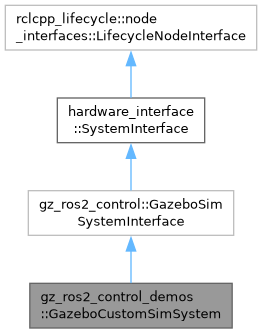 rclcpp_lifecycle::node
_interfaces::LifecycleNodeInterface
hardware_interface
::SystemInterface
gz_ros2_control::GazeboSim
SystemInterface
gz_ros2_control_demos
::GazeboCustomSimSystem